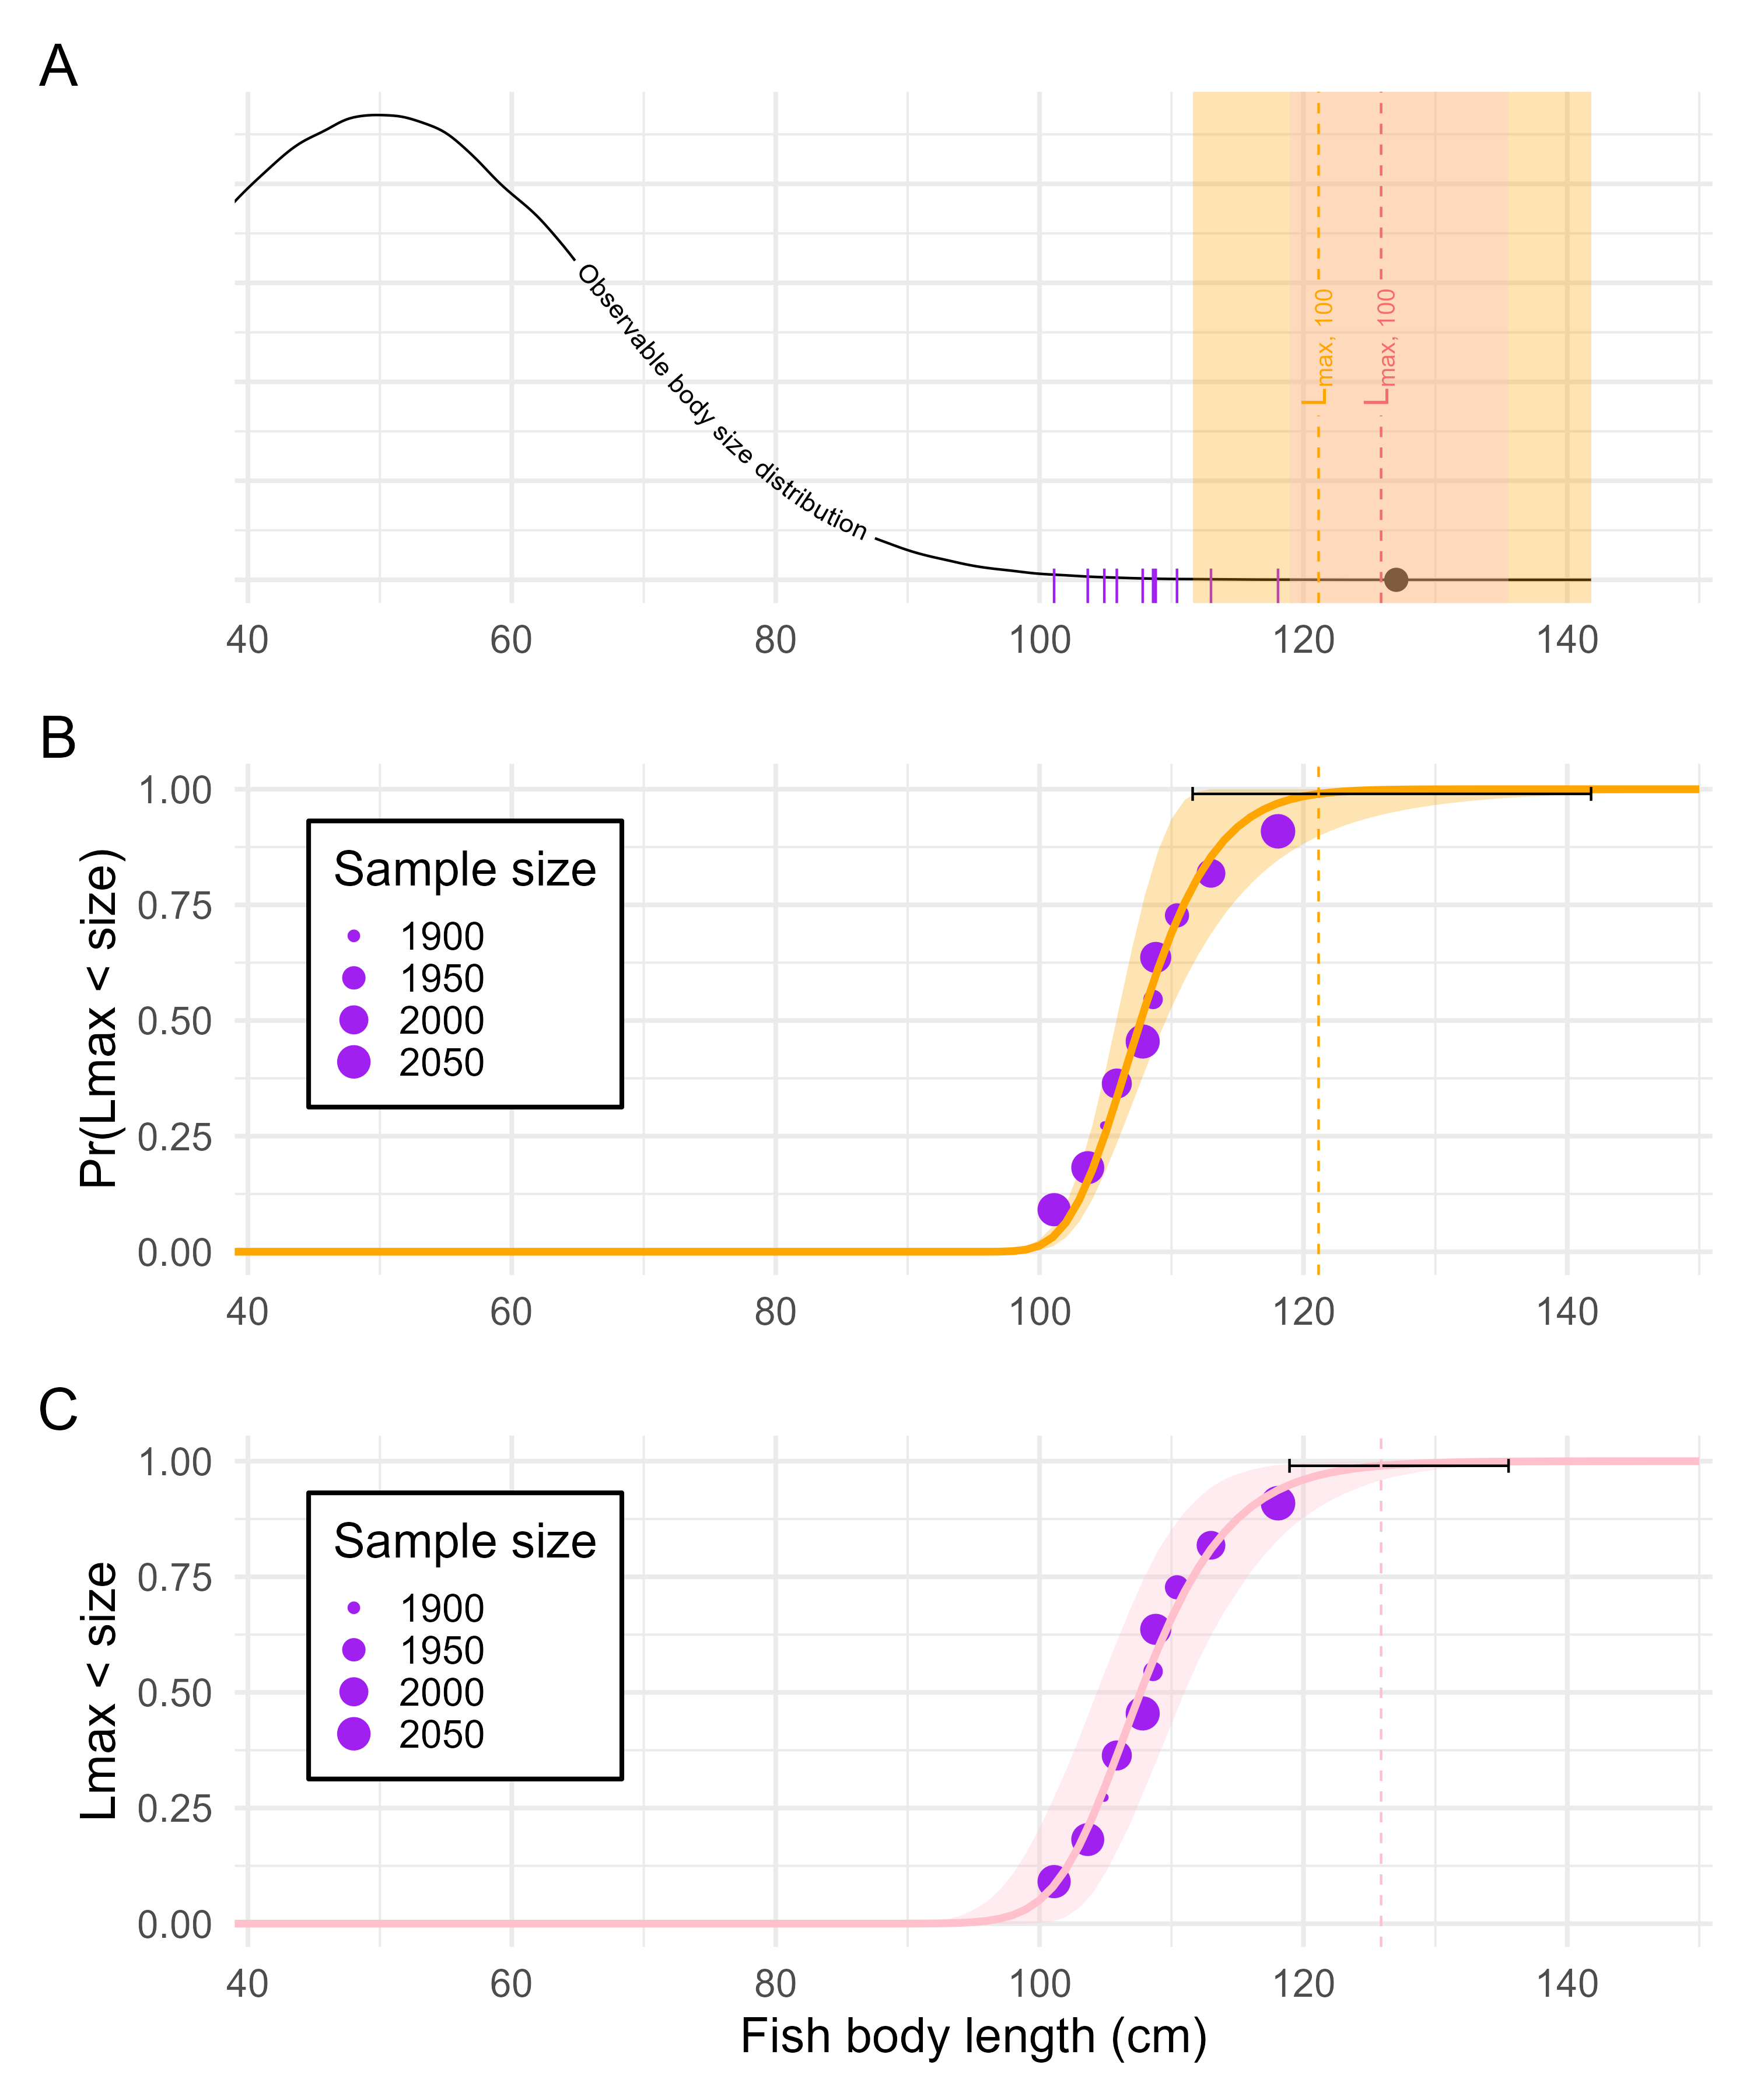 A
Observable body size distribution
Lmax, 100
Lmax, 100
40 60 80 100 120 140
B
Pr(Lmax < size)
1.00
0.75
0.50
0.25
0.00
Sample size
1900
1950
2000
2050
40 60 80 100 120 140
C
Lmax < size
1.00
0.75
0.50
0.25
0.00
Sample size
1900
1950
2000
2050
40 60 80 100 120 140
Fish body length (cm)